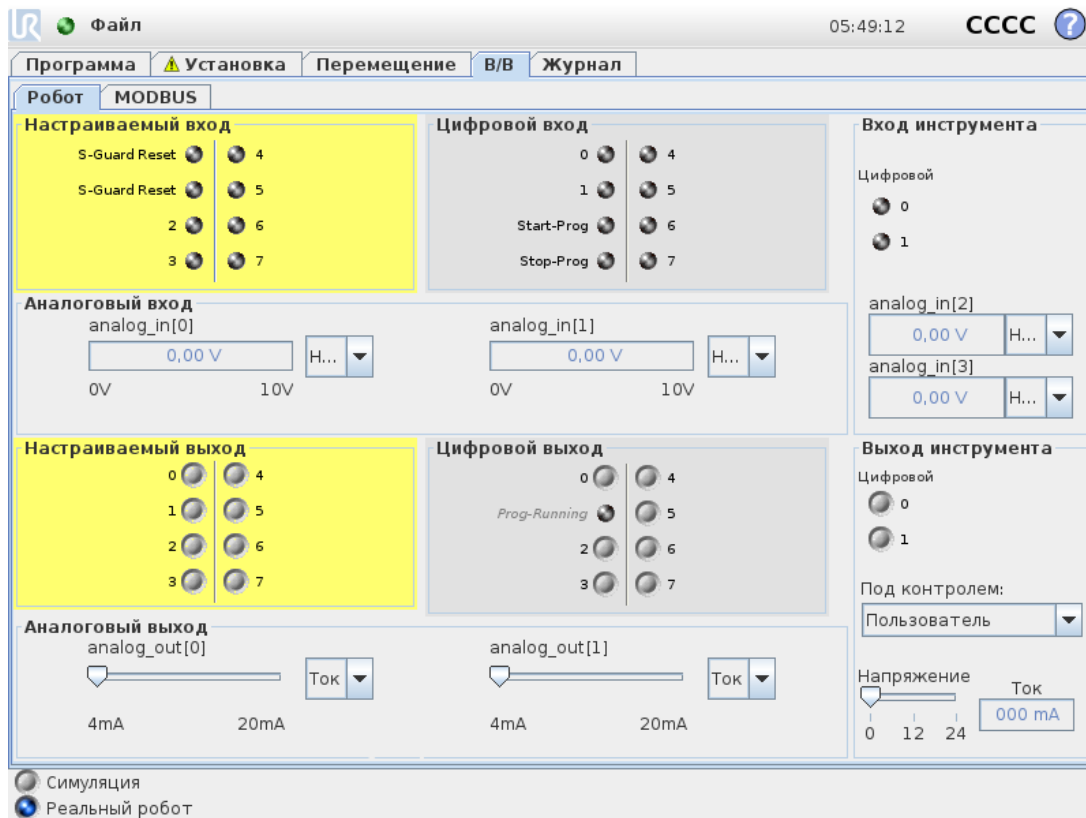 UR Файл 05:49:12 CCCC ?
Программа Установка Перемещение В/В Журнал
Робот MODBUS
Настраиваемый вход
S-Guard Reset 4
S-Guard Reset 5
2 6
3 7
Цифровой вход
0 4
1 5
Start-Prog 6
Stop-Prog 7
Вход инструмента
Цифровой
0
1
analog_in[2]
0,00 V Н...
analog_in[3]
0,00 V Н...
Аналоговый вход
analog_in[0]
0,00 V Н...
0V 10V
analog_in[1]
0,00 V Н...
0V 10V
Настраиваемый выход
0 4
1 5
2 6
3 7
Цифровой выход
0 4
Prog-Running 5
2 6
3 7
Выход инструмента
Цифровой
0
1
Под контролем:
Пользователь
Напряжение
0 12 24
Ток
000 mA
Аналоговый выход
analog_out[0]
Ток
4mA 20mA
analog_out[1]
Ток
4mA 20mA
Симуляция
Реальный робот